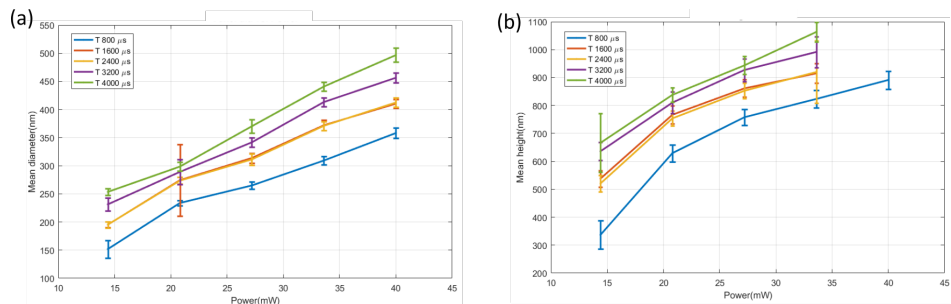 (a)
550
500
450
400
350
300
250
200
150
100
Mean diameter(nm)
T 800 μs
T 1600 μs
T 2400 μs
T 3200 μs
T 4000 μs
10 15 20 25 30 35 40 45
Power(mW)
(b)
1100
1000
900
800
700
600
500
400
300
200
Mean height(nm)
T 800 μs
T 1600 μs
T 2400 μs
T 3200 μs
T 4000 μs
10 15 20 25 30 35 40 45
Power(mW)